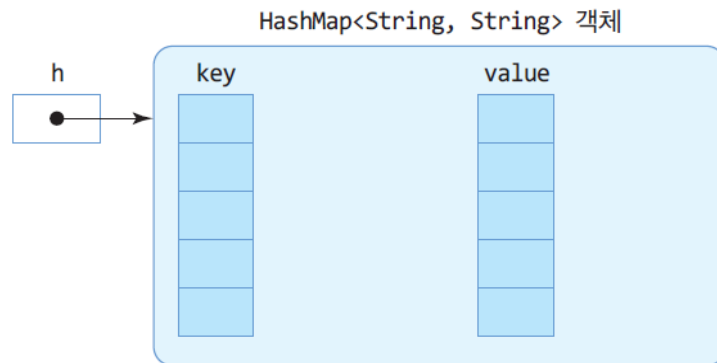 HashMap<String, String> 객체
h
key
value